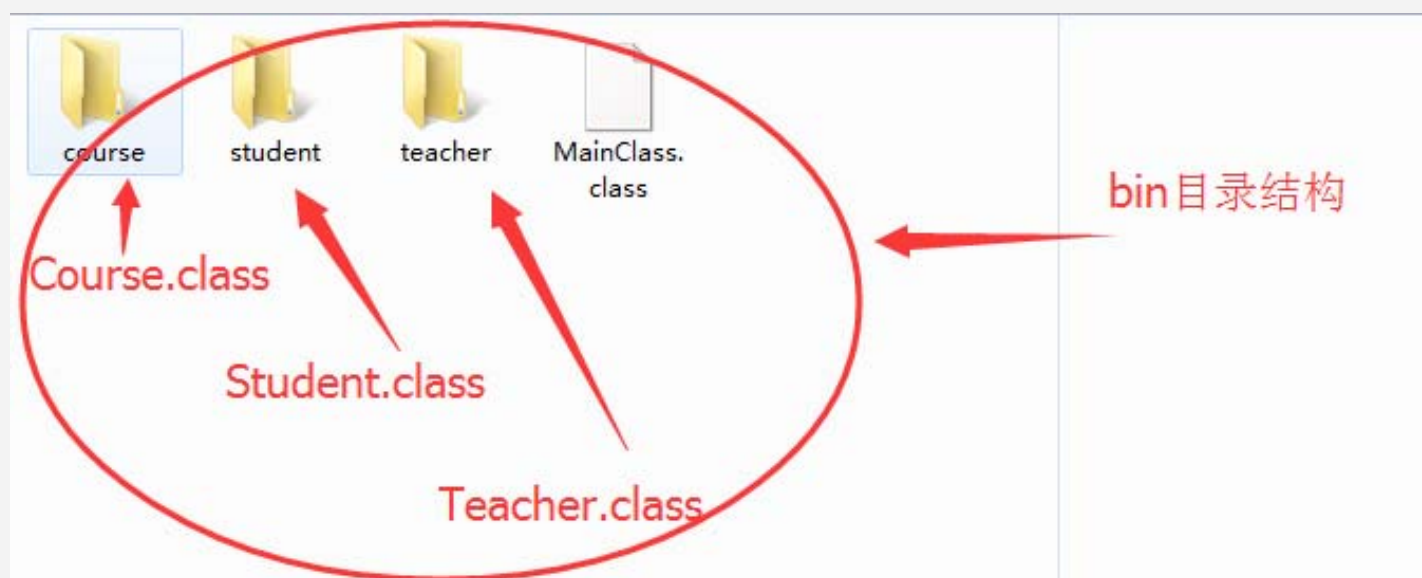 course
student
teacher
MainClass.
class
bin目录结构
Course.class
Student.class
Teacher.class